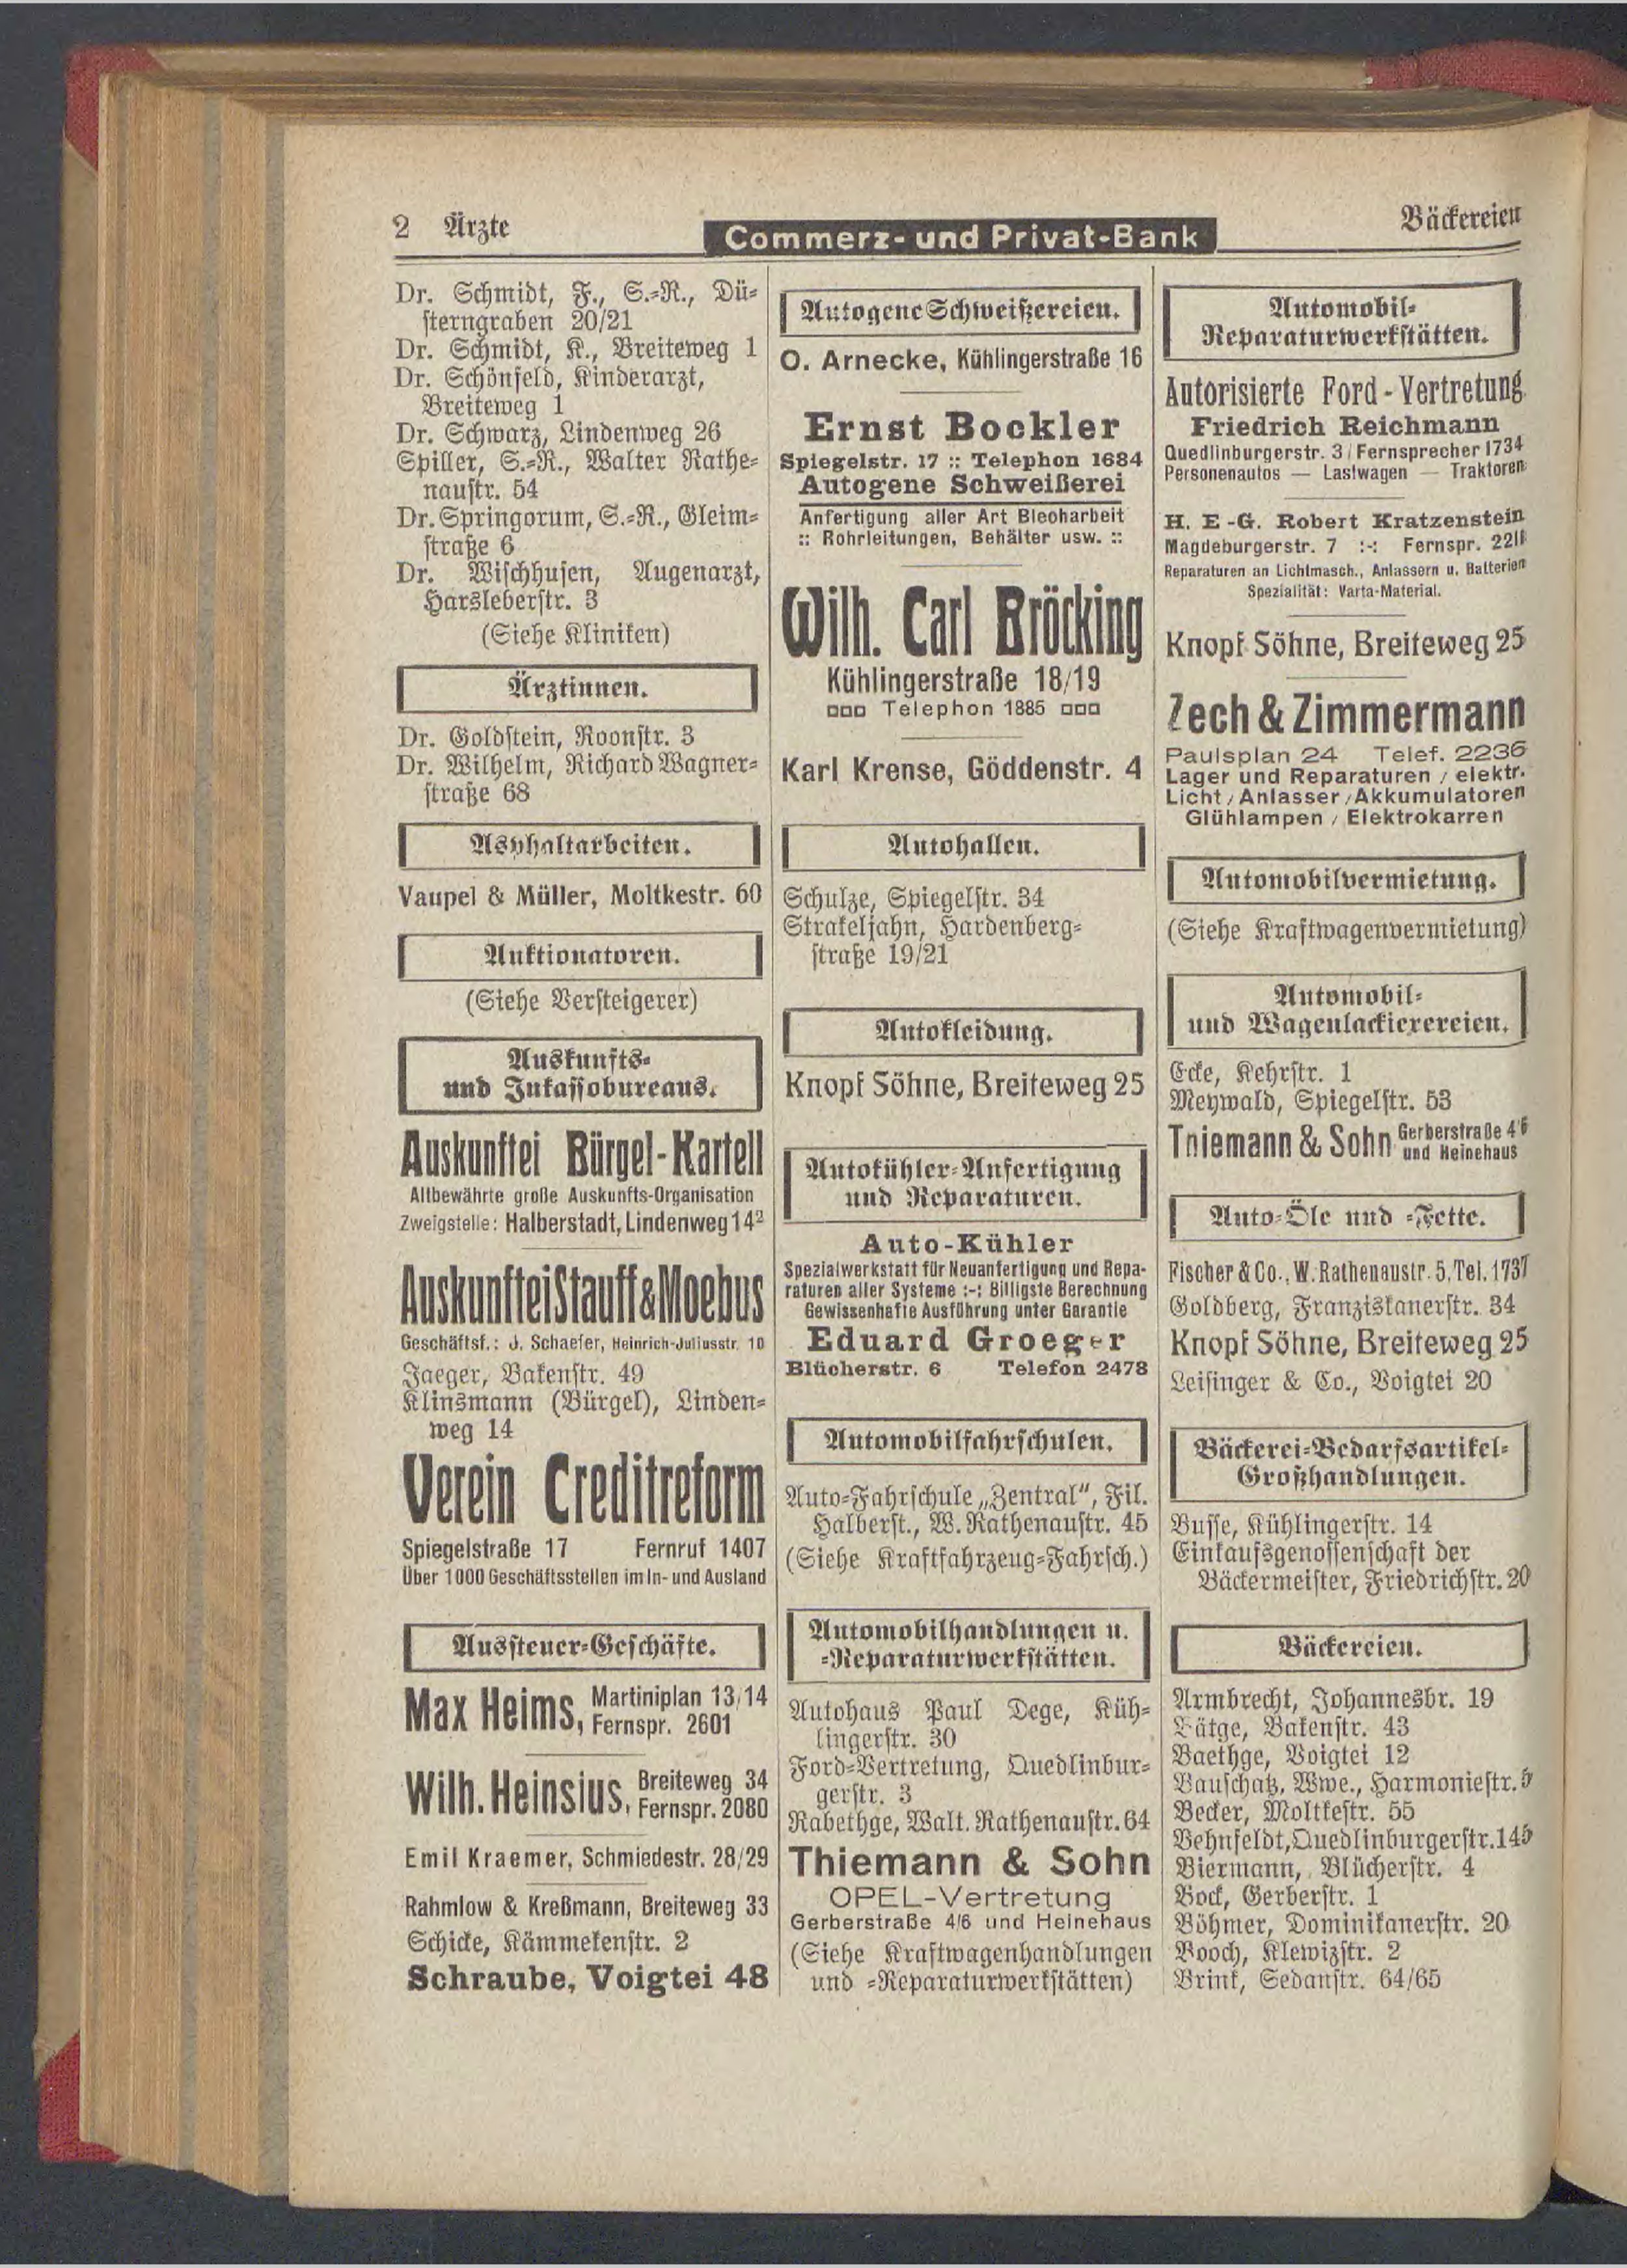 2 Ärzte
Commerz- und Privat-Bank
Bäckereien
Dr. Schmidt, F., S.-R., Dü-
sterngraben 20/21
Dr. Schmidt, K., Breiteweg 1
Dr. Schönfeld, Kinderarzt,
Breiteweg 1
Dr. Schwarz, Lindenweg 26
Spiller, S.-R., Walter Rathe-
naustr. 54
Dr. Springorum, S.-R., Gleim-
straße 6
Dr. Wischhusen, Augenarzt,
Harsleberstr. 3
(Siehe Kliniken)
Ärztinnen.
Dr. Goldstein, Roonstr. 3
Dr. Wilhelm, Richard Wagner-
straße 68
Asphaltarbeiten.
Vaupel & Müller, Moltkestr. 60
Auktionatoren.
(Siehe Versteigerer)
Auskunfts-
und Inkassobureaus.
Auskunftei Bürgel-Kartell
Altbewährte große Auskunfts-Organisation
Zweigstelle: Halberstadt, Lindenweg 14²
Auskunftei Stauff & Moebus
Geschäftsf.: J. Schaefer, Heinrich-Juliusstr. 10
Jaeger, Bakenstr. 49
Klinsmann (Bürgel), Linden-
weg 14
Verein Creditreform
Spiegelstraße 17 Fernruf 1407
Über 1000 Geschäftsstellen im In- und Ausland
Aussteuer-Geschäfte.
Max Heims, Martiniplan 13/14
Fernspr. 2601
Wilh. Heinsius, Breiteweg 34
Fernspr. 2080
Emil Kraemer, Schmiedestr. 28/29
Rahmlow & Kreßmann, Breiteweg 33
Schicke, Kämmekenstr. 2
Schraube, Voigtei 48
Autogene Schweißereien.
O. Arnecke, Kühlingerstraße 16
Ernst Bockler
Spiegelstr. 17 :: Telephon 1684
Autogene Schweißerei
Anfertigung aller Art Blecharbeit
:: Rohrleitungen, Behälter usw. ::
Wilh. Carl Bröcking
Kühlingerstraße 18/19
□□□ Telephon 1885 □□□
Karl Krense, Göddenstr. 4
Autohallen.
Schulze, Spiegelstr. 34
Strakeljahn, Hardenberg-
straße 19/21
Autokleidung.
Knopf Söhne, Breiteweg 25
Autokühler-Anfertigung
und Reparaturen.
Auto-Kühler
Spezialwerkstatt für Neuanfertigung und Repa-
raturen aller Systeme :-: Billigste Berechnung
Gewissenhafte Ausführung unter Garantie
Eduard Groeger
Blücherstr. 6 Telefon 2478
Automobilfahrschulen.
Auto-Fahrschule „Zentral“, Fil.
Halberst., W. Rathenaustr. 45
(Siehe Kraftfahrzeug-Fahrsch.)
Automobilhandlungen u.
-Reparaturwerkstätten.
Autohaus Paul Dege, Küh-
lingerstr. 30
Ford-Vertretung, Quedlinbur-
gerstr. 3
Rabethge, Walt. Rathenaustr. 64
Thiemann & Sohn
OPEL-Vertretung
Gerberstraße 4/6 und Heinehaus
(Siehe Kraftwagenhandlungen
und -Reparaturwerkstätten)
Automobil-
Reparaturwerkstätten.
Autorisierte Ford-Vertretung
Friedrich Reichmann
Quedlinburgerstr. 3 / Fernsprecher 1734
Personenautos — Lastwagen — Traktoren
H. E-G. Robert Kratzenstein
Magdeburgerstr. 7 :-: Fernspr. 2211
Reparaturen an Lichtmasch., Anlassern u. Batterien
Spezialität: Varta-Material.
Knopf Söhne, Breiteweg 25
Zech & Zimmermann
Paulsplan 24 Telef. 2236
Lager und Reparaturen / elektr.
Licht / Anlasser / Akkumulatoren
Glühlampen / Elektrokarren
Automobilvermietung.
(Siehe Kraftwagenvermietung)
Automobil-
und Wagenlackierereien.
Ecke, Kehrstr. 1
Meywald, Spiegelstr. 53
Thiemann & Sohn Gerberstraße 4/6
und Heinehaus
Auto-Öle und -Fette.
Fischer & Co., W. Rathenaustr. 5, Tel. 1737
Goldberg, Franziskanerstr. 34
Knopf Söhne, Breiteweg 25
Leisinger & Co., Voigtei 20
Bäckerei-Bedarfsartikel-
Großhandlungen.
Busse, Kühlingerstr. 14
Einkaufsgenossenschaft der
Bäckermeister, Friedrichstr. 20
Bäckereien.
Armbrecht, Johannesbr. 19
Bätge, Bakenstr. 43
Baethge, Voigtei 12
Bauschatz, Wwe., Harmoniestr. 5
Becker, Moltkestr. 55
Behnfeldt, Quedlinburgerstr. 145
Biermann, Blücherstr. 4
Bock, Gerberstr. 1
Böhmer, Dominikanerstr. 20
Booch, Klewizstr. 2
Brink, Sedanstr. 64/65